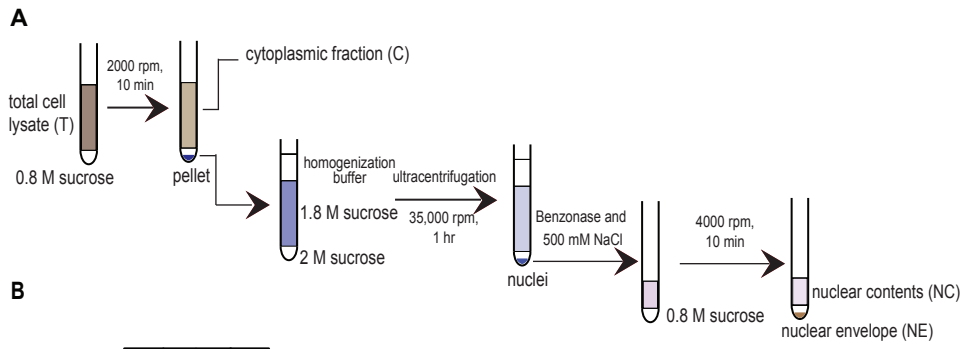 A
2000 rpm,
10 min
cytoplasmic fraction (C)
total cell
lysate (T)
0.8 M sucrose
pellet
homogenization
buffer
1.8 M sucrose
2 M sucrose
ultracentrifugation
35,000 rpm,
1 hr
nuclei
Benzonase and
500 mM NaCl
0.8 M sucrose
4000 rpm,
10 min
nuclear contents (NC)
nuclear envelope (NE)
B